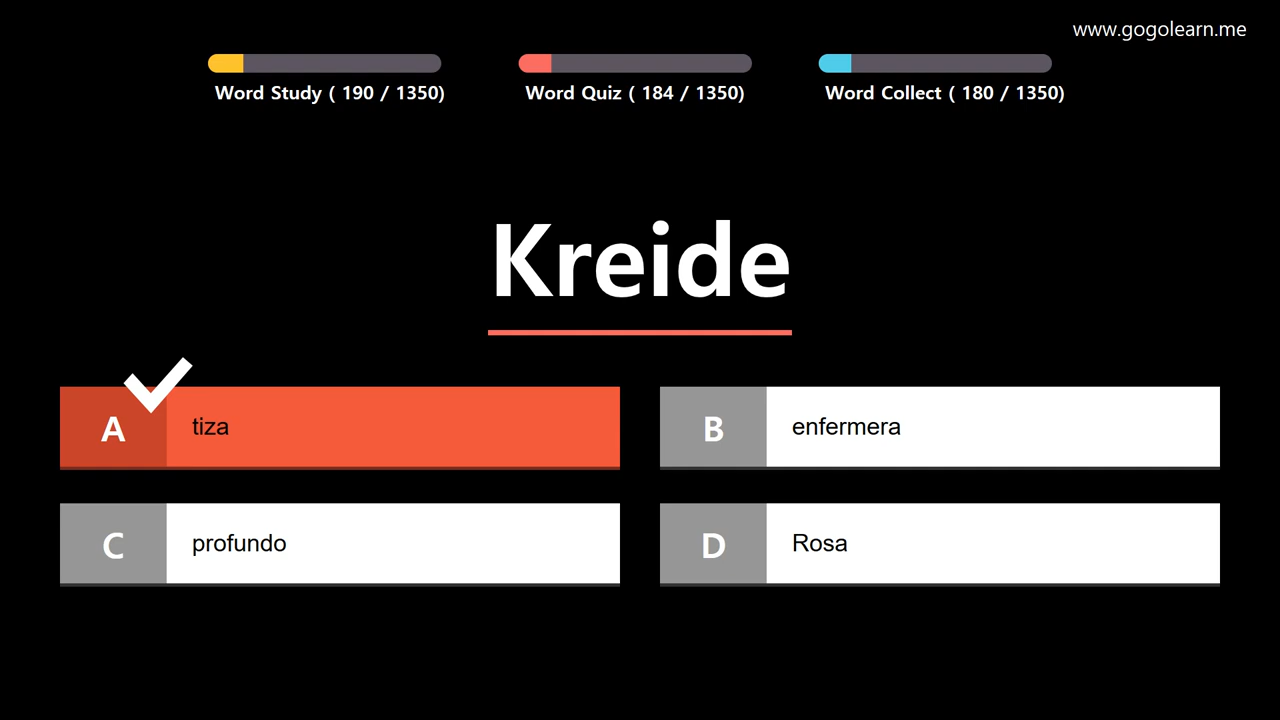 www.gogolearn.me
Word Study ( 190 / 1350)
Word Quiz ( 184 / 1350)
Word Collect ( 180 / 1350)
Kreide
A tiza
B enfermera
C profundo
D Rosa